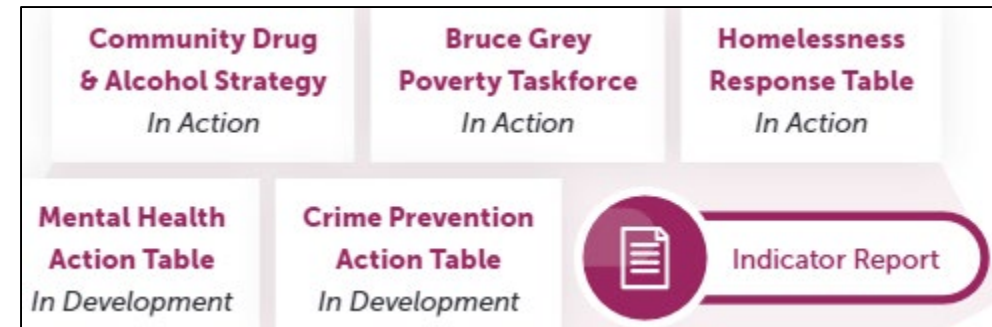 Community Drug
& Alcohol Strategy
In Action
Bruce Grey
Poverty Taskforce
In Action
Homelessness
Response Table
In Action
Mental Health
Action Table
In Development
Crime Prevention
Action Table
In Development
Indicator Report